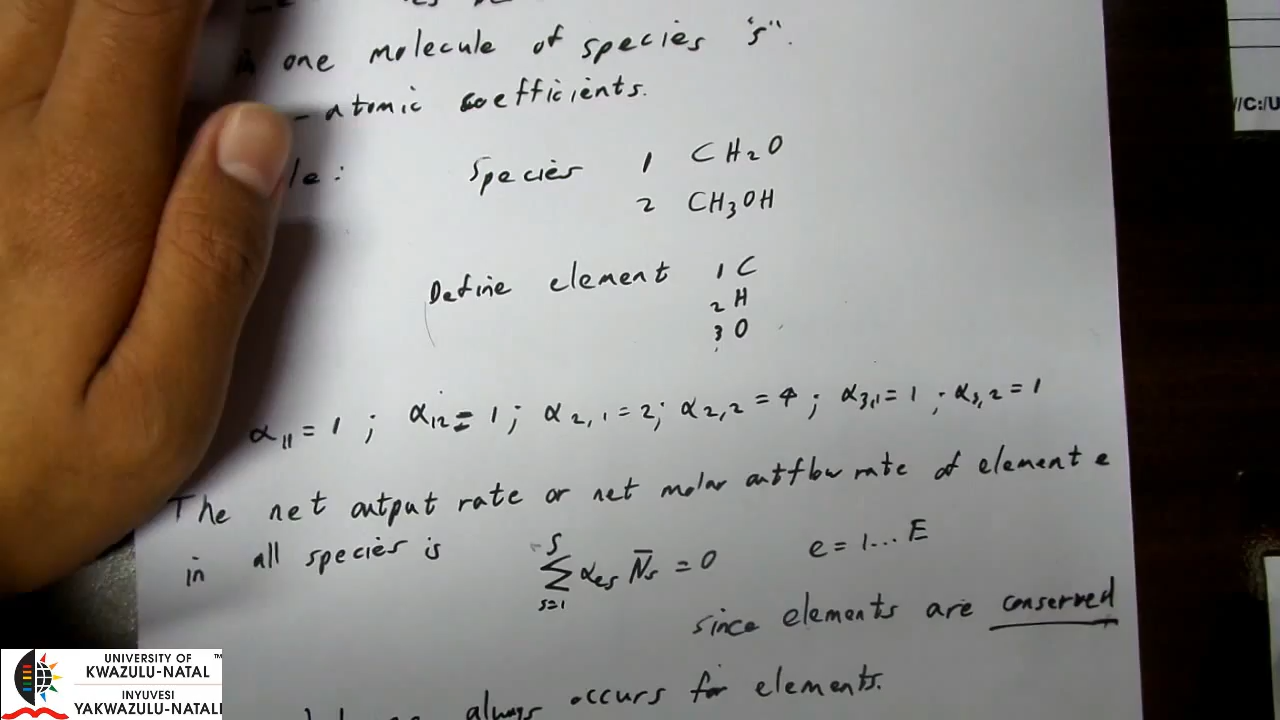 in one molecule of species "s".
- atomic coefficients.
le: Species 1 CH2O
2 CH3OH
Define element 1 C
2 H
3 O
α11 = 1 ; α12 = 1 ; α2,1 = 2; α2,2 = 4 ; α3,1 = 1 ; α3,2 = 1
The net output rate or net molar outflow rate of element e
in all species is S∑s=1 αes N̅s = 0 e = 1... E
since elements are conserved
always occurs for elements.
//C:/U
UNIVERSITY OF ™
KWAZULU-NATAL
INYUVESI
YAKWAZULU-NATALI